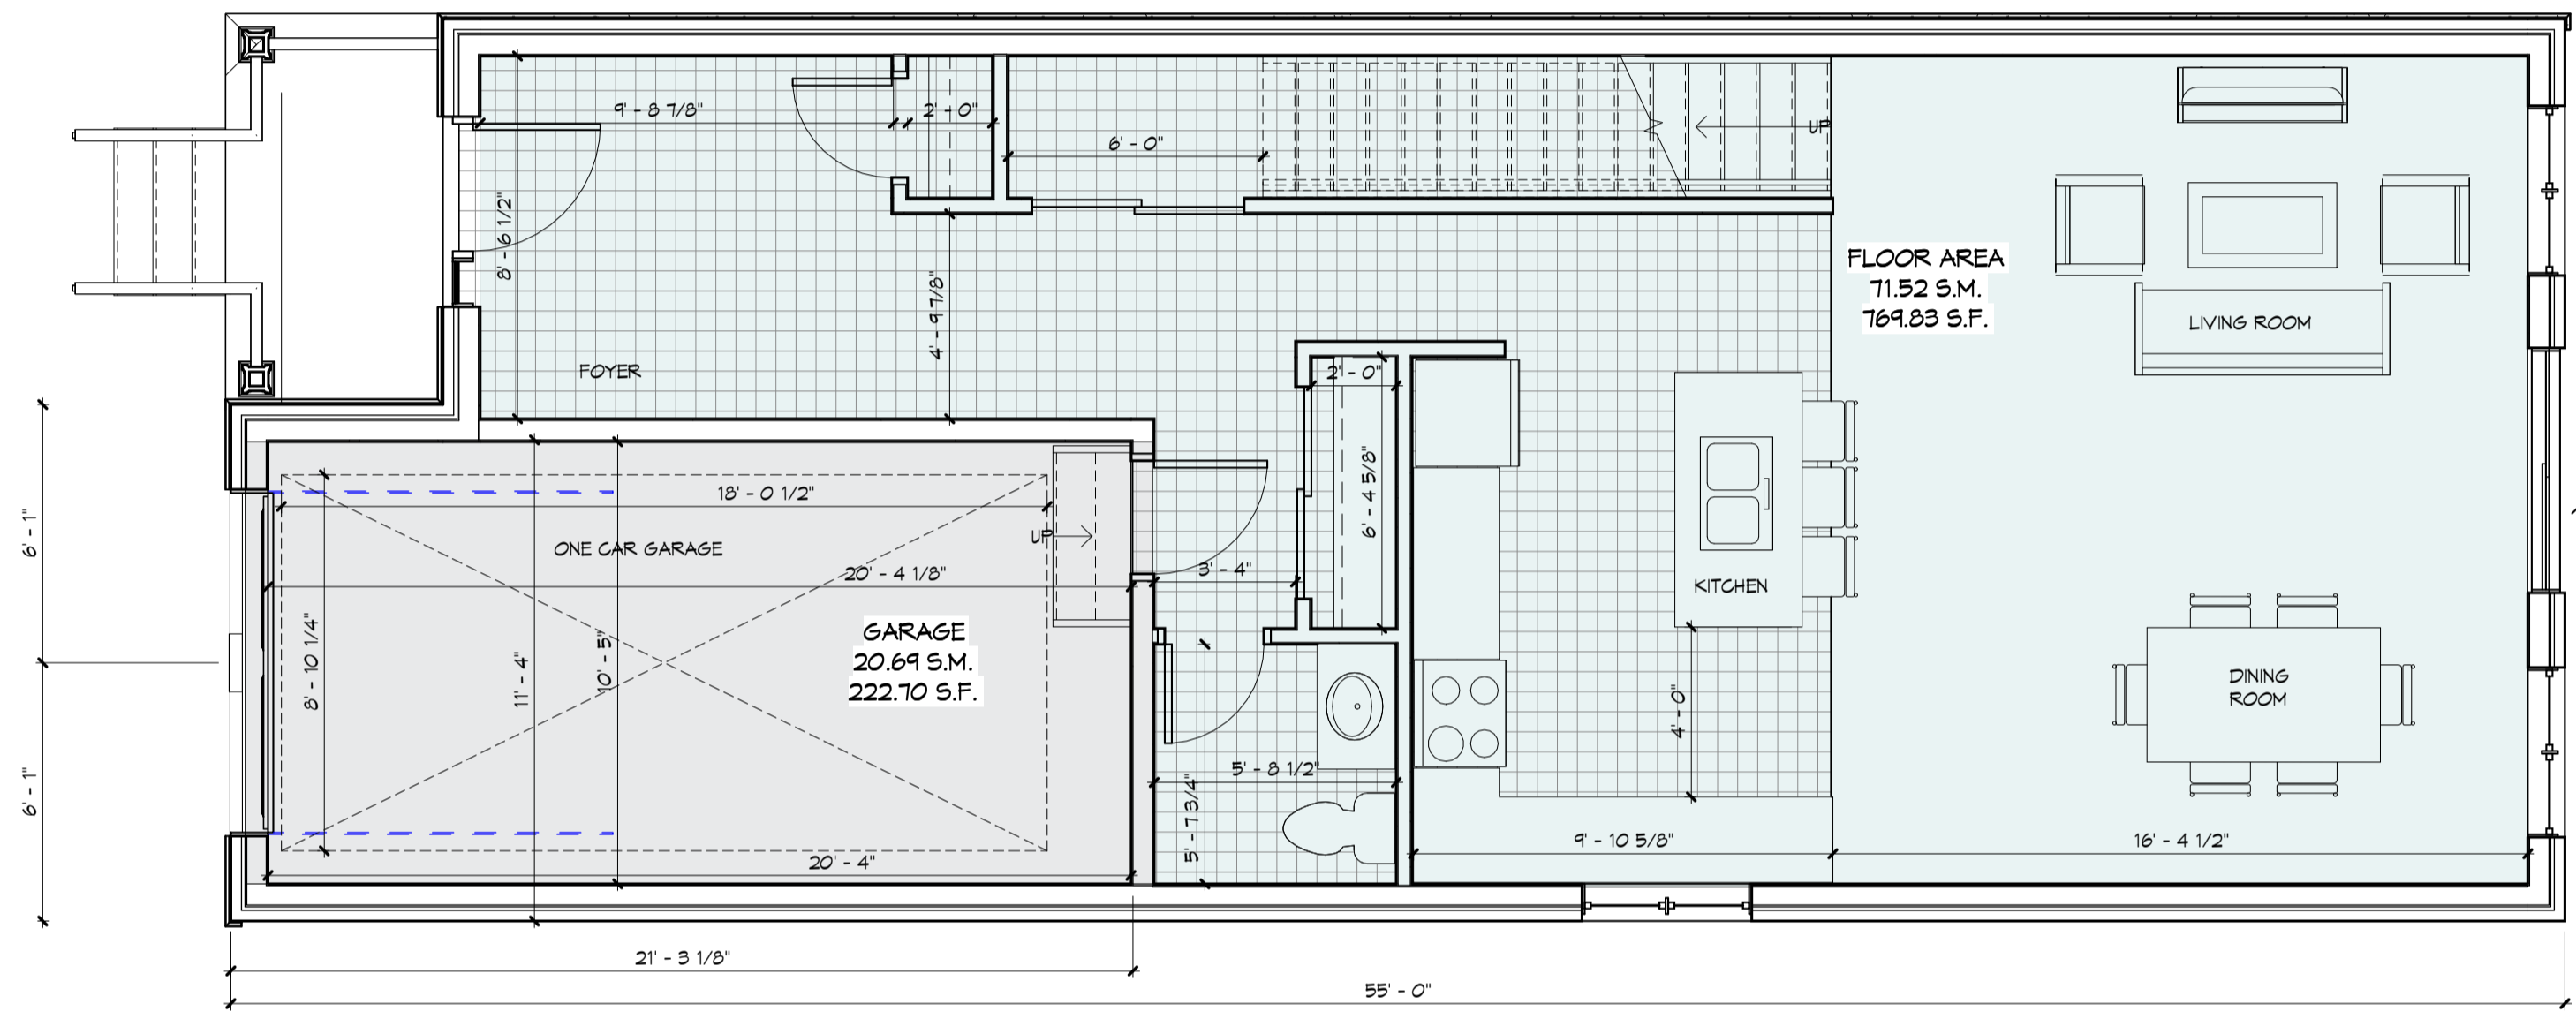 9' - 8 7/8"
2' - 0"
6' - 0"
UP
8' - 6 1/2"
4' - 9 7/8"
FLOOR AREA
71.52 S.M.
769.83 S.F.
LIVING ROOM
FOYER
2' - 0"
6' - 4 5/8"
18' - 0 1/2"
UP
ONE CAR GARAGE
20' - 4 1/8"
3' - 4"
KITCHEN
6' - 1"
6' - 1"
8' - 10 1/4"
11' - 4"
10' - 5"
GARAGE
20.69 S.M.
222.70 S.F.
4' - 0"
DINING
ROOM
5' - 8 1/2"
5' - 7 3/4"
9' - 10 5/8"
16' - 4 1/2"
20' - 4"
21' - 3 1/8"
55' - 0"